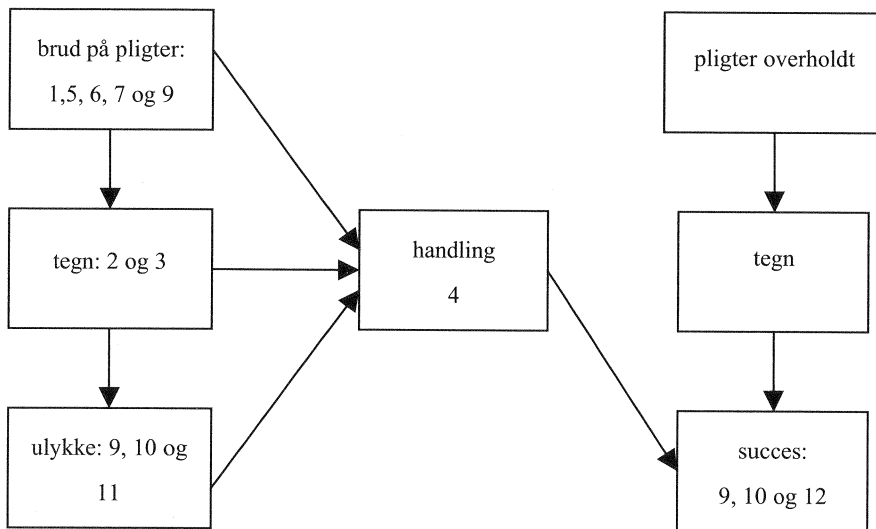 brud på pligter:
1,5, 6, 7 og 9
tegn: 2 og 3
ulykke: 9, 10 og
11
handling
4
pligter overholdt
tegn
succes:
9, 10 og 12